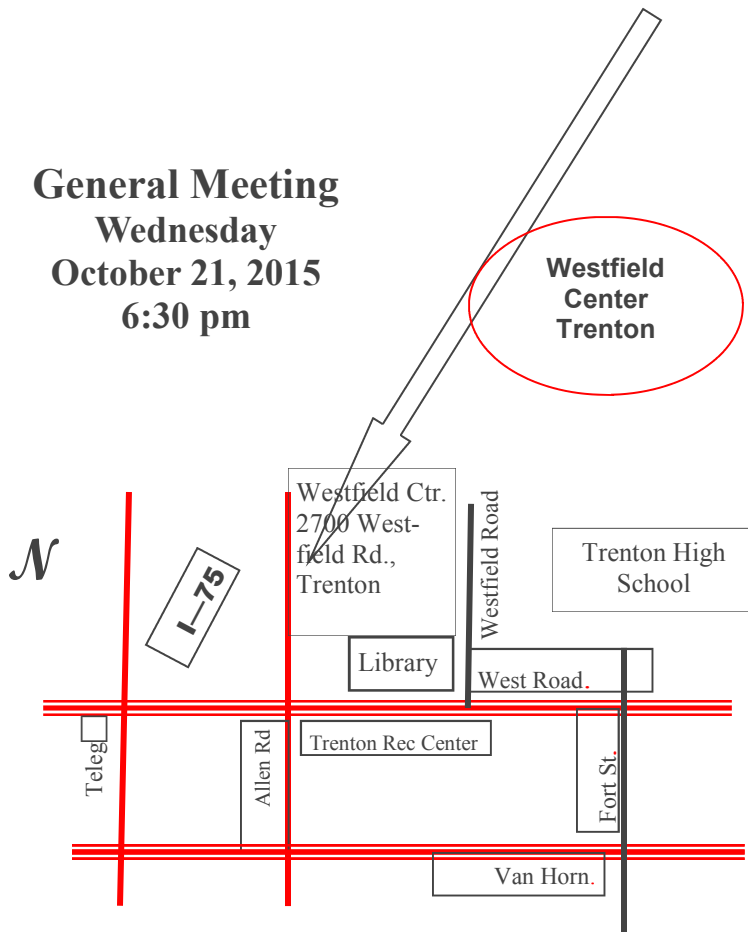 General Meeting
Wednesday
October 21, 2015
6:30 pm
Westfield
Center
Trenton
Westfield Ctr.
2700 West-
field Rd.,
Trenton
Westfield Road
Trenton High
School
N
I—75
Library
West Road.
Teleg
Allen Rd
Trenton Rec Center
Fort St.
Van Horn.